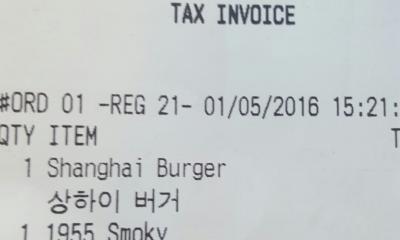 TAX INVOICE
#ORD 01 -REG 21- 01/05/2016 15:21:
QTY ITEM T
1 Shanghai Burger
상하이 버거
1 1955 Smoky